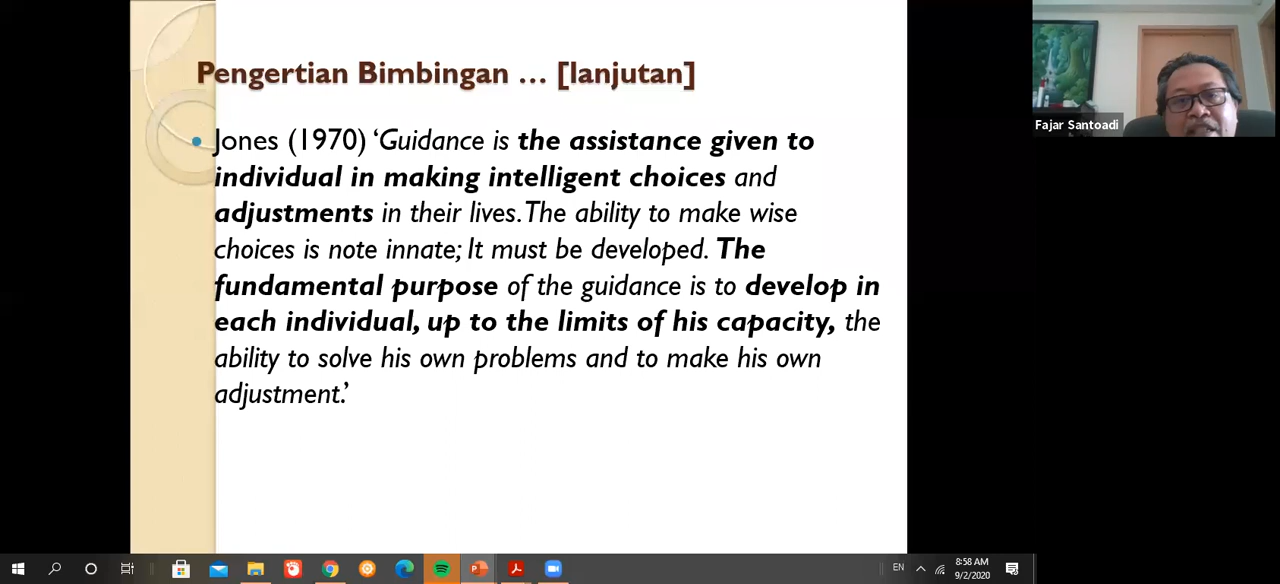 Pengertian Bimbingan … [lanjutan]
Jones (1970) ‘Guidance is the assistance given to
individual in making intelligent choices and
adjustments in their lives. The ability to make wise
choices is note innate; It must be developed. The
fundamental purpose of the guidance is to develop in
each individual, up to the limits of his capacity, the
ability to solve his own problems and to make his own
adjustment.’
Fajar Santoadi
EN
8:58 AM
9/2/2020